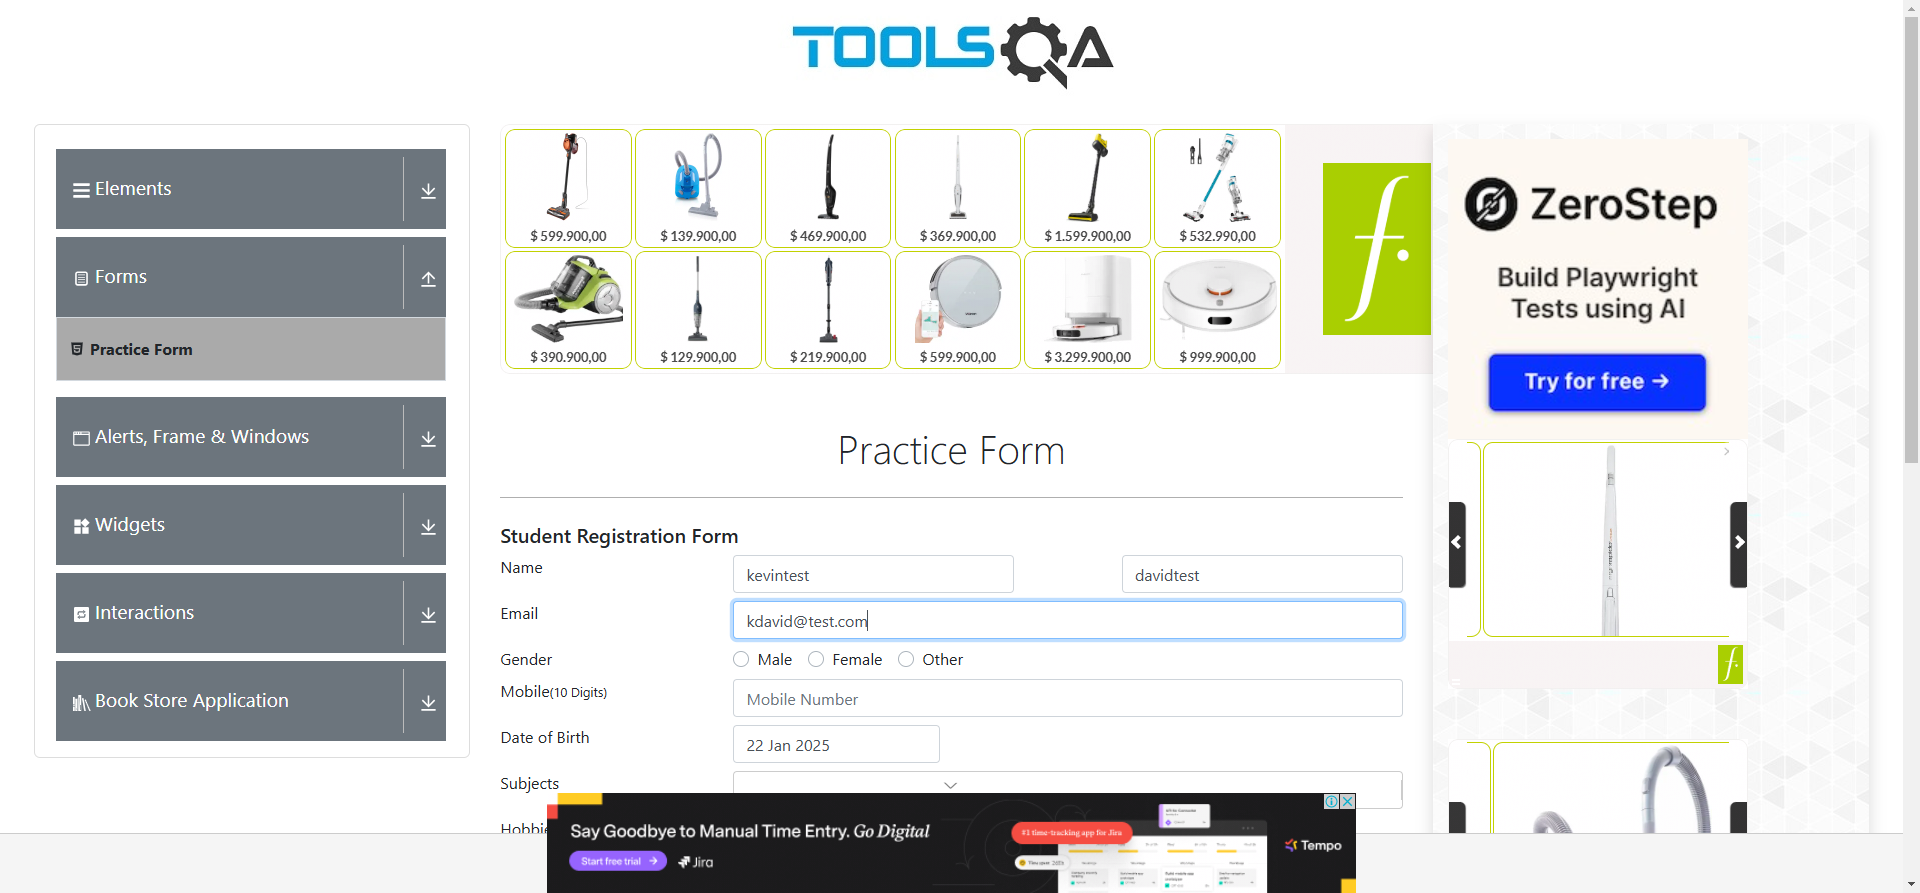 TOOLSQA
Elements
Forms
Practice Form
Alerts, Frame & Windows
Widgets
Interactions
Book Store Application
$ 599.900,00
$ 139.900,00
$ 469.900,00
$ 369.900,00
$ 1.599.900,00
$ 532.990,00
$ 390.900,00
$ 129.900,00
$ 219.900,00
$ 599.900,00
$ 3.299.900,00
$ 999.900,00
f.
Practice Form
Student Registration Form
Name
kevintest
davidtest
Email
kdavid@test.com
Gender
Male
Female
Other
Mobile(10 Digits)
Mobile Number
Date of Birth
22 Jan 2025
Subjects
Hobbie
ZeroStep
Build Playwright
Tests using AI
Try for free →
f.
Say Goodbye to Manual Time Entry. Go Digital
Start free trial →
Jira
#1 time-tracking app for Jira
Tempo